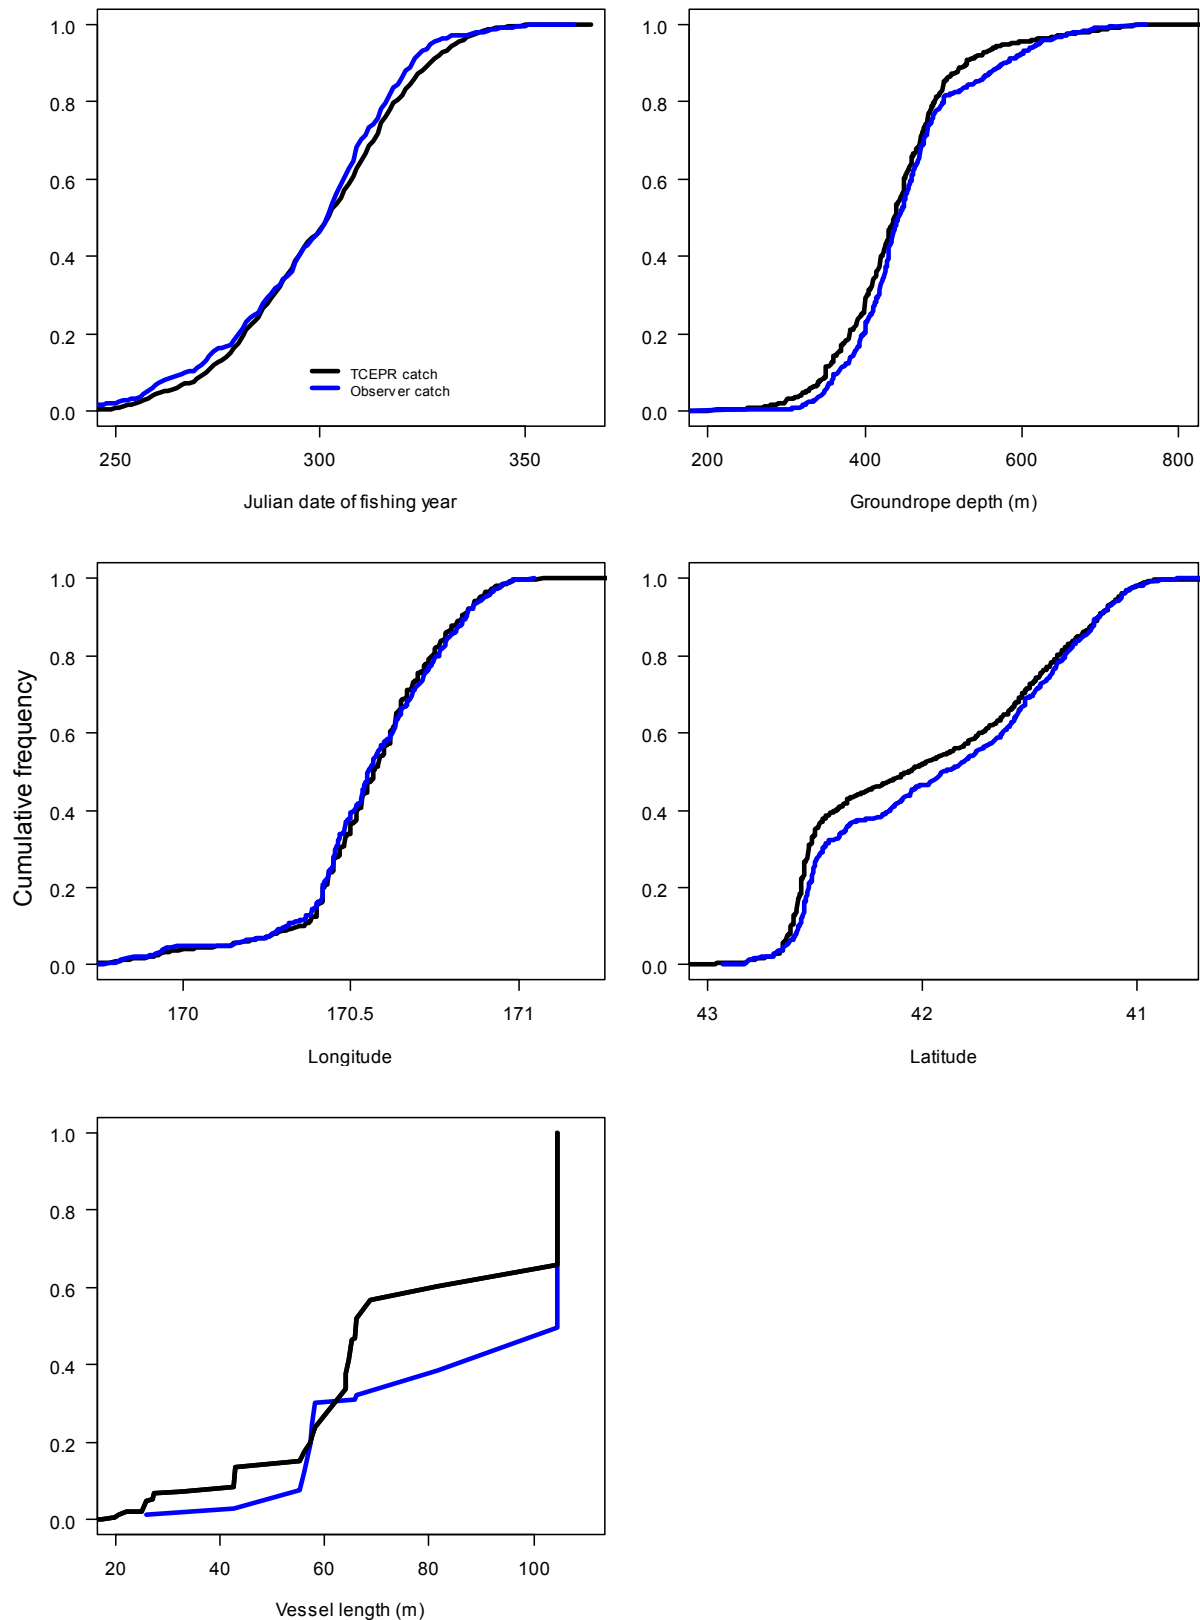 1.0
0.8
0.6
0.4
0.2
0.0
TCEPR catch
Observer catch
250 300 350
Julian date of fishing year
200 400 600 800
Groundrope depth (m)
1.0
0.8
0.6
0.4
0.2
0.0
1.0
0.8
0.6
0.4
0.2
0.0
170 170.5 171
Longitude
Cumulative frequency
1.0
0.8
0.6
0.4
0.2
0.0
43 42 41
Latitude
1.0
0.8
0.6
0.4
0.2
0.0
20 40 60 80 100
Vessel length (m)